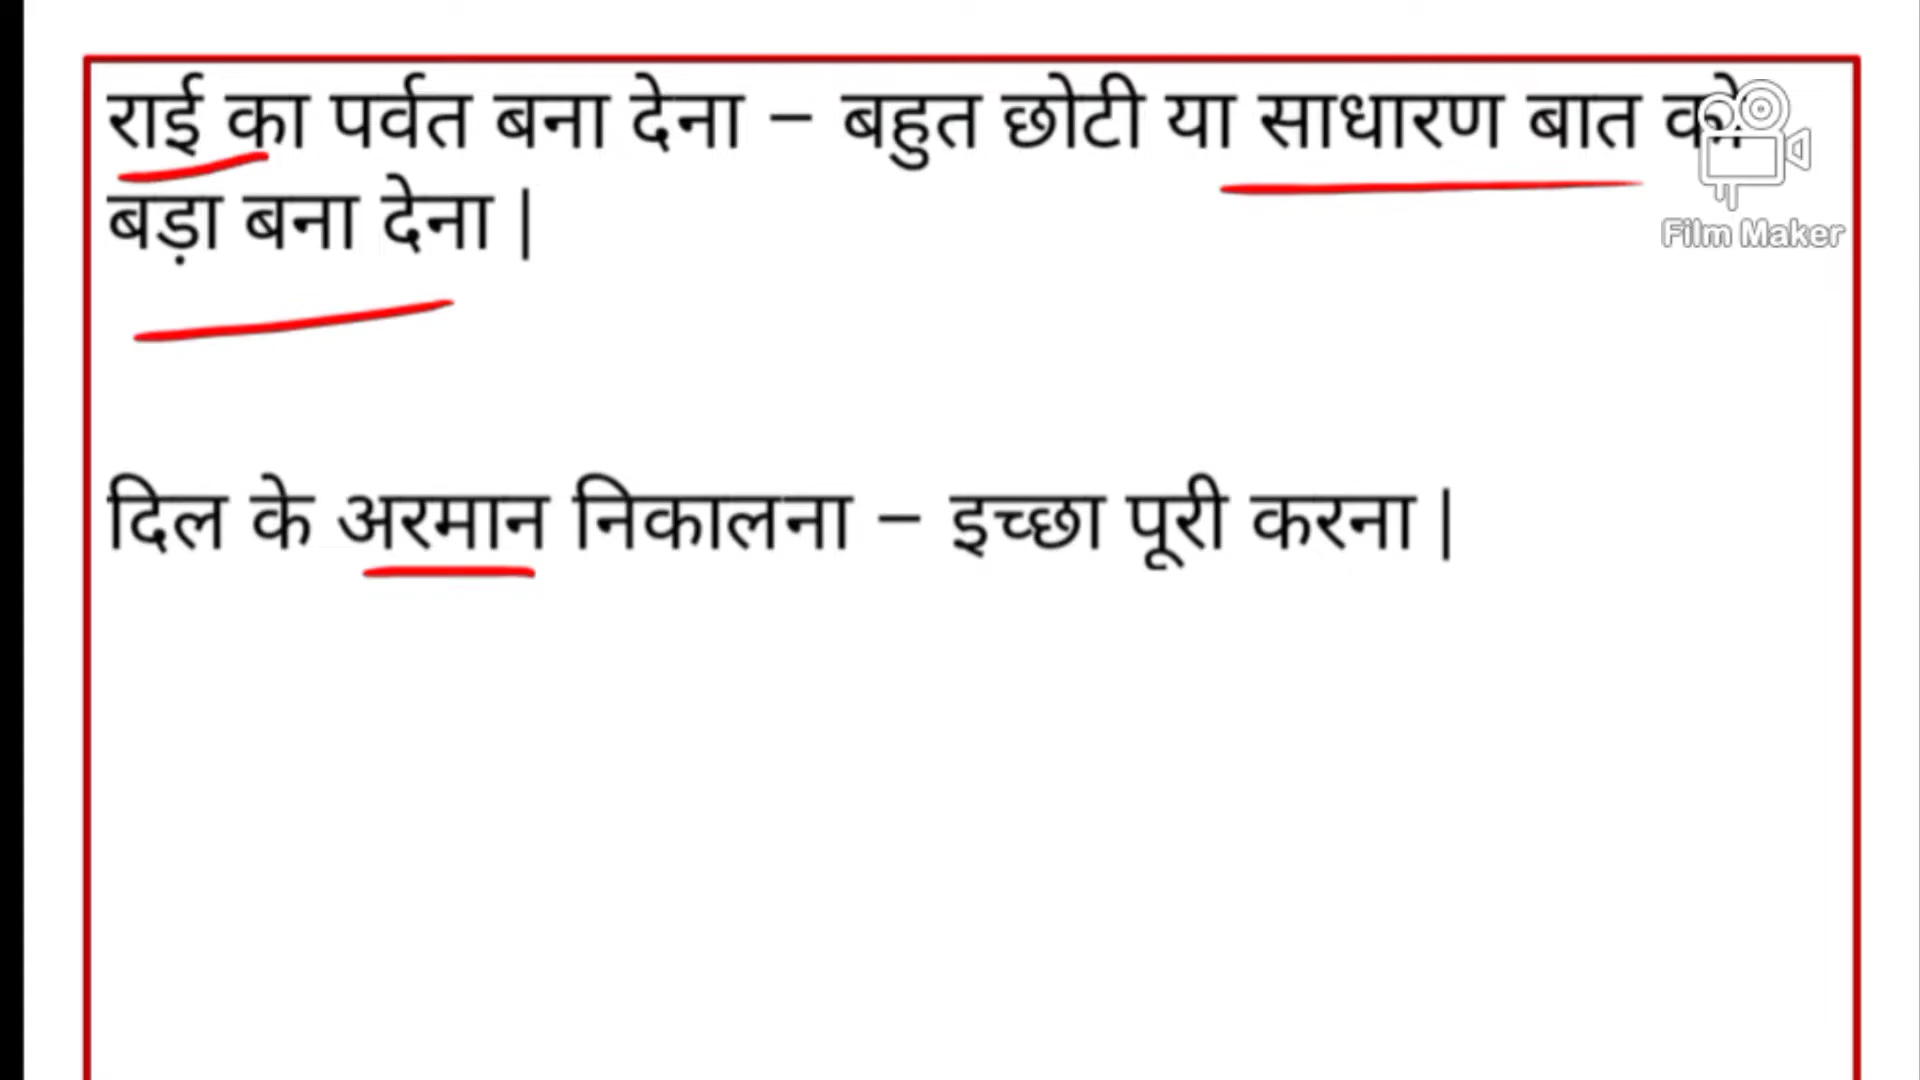 राई का पर्वत बना देना – बहुत छोटी या साधारण बात को
बड़ा बना देना |
Film Maker
दिल के अरमान निकालना – इच्छा पूरी करना |